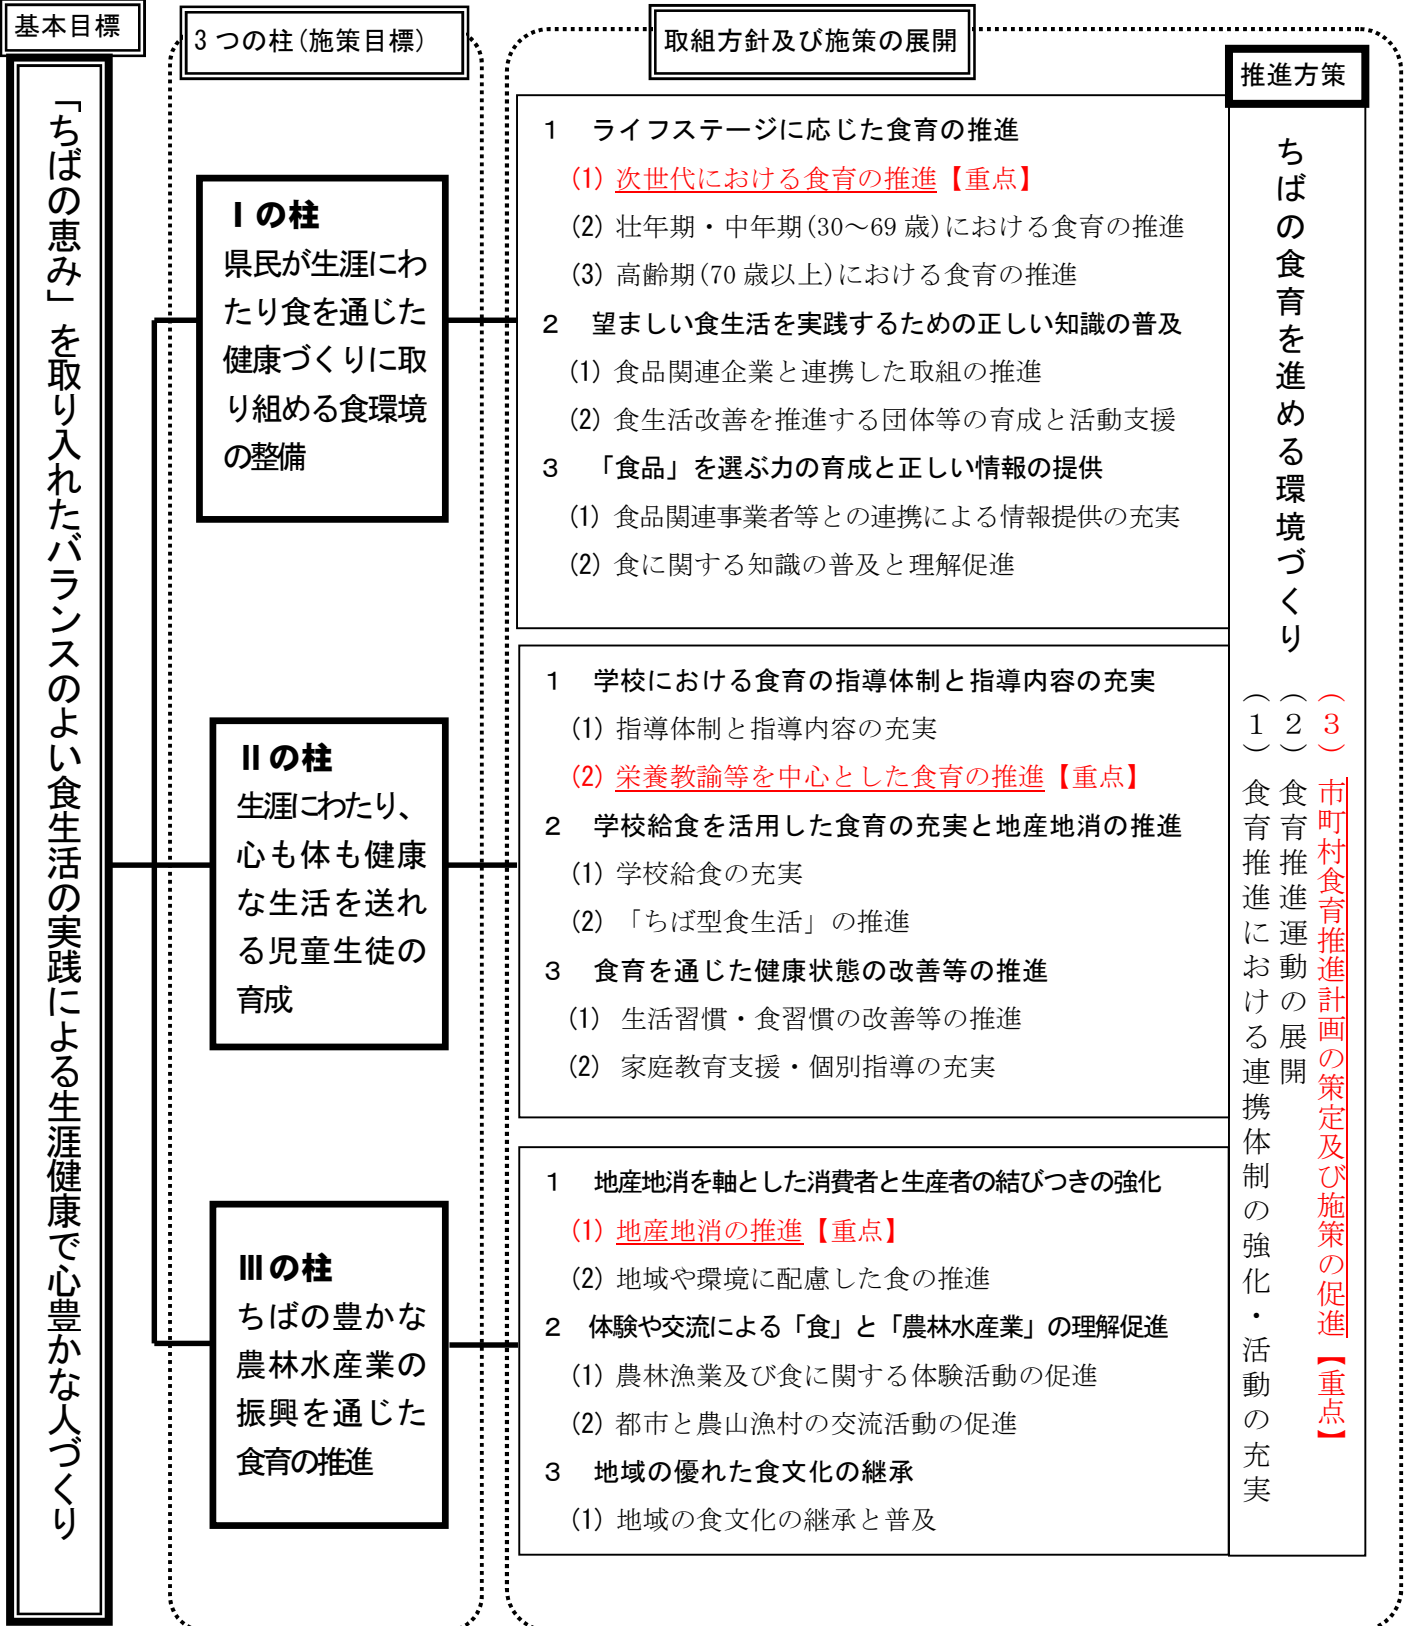 基本目標
「ちばの恵み」を取り入れたバランスのよい食生活の実践による生涯健康で心豊かな人づくり
3つの柱(施策目標)
Ⅰの柱
県民が生涯にわ
たり食を通じた
健康づくりに取
り組める食環境
の整備
Ⅱの柱
生涯にわたり、
心も体も健康
な生活を送れ
る児童生徒の
育成
Ⅲの柱
ちばの豊かな
農林水産業の
振興を通じた
食育の推進
取組方針及び施策の展開
1 ライフステージに応じた食育の推進
(1) 次世代における食育の推進【重点】
(2) 壮年期・中年期(30～69歳)における食育の推進
(3) 高齢期(70歳以上)における食育の推進
2 望ましい食生活を実践するための正しい知識の普及
(1) 食品関連企業と連携した取組の推進
(2) 食生活改善を推進する団体等の育成と活動支援
3 「食品」を選ぶ力の育成と正しい情報の提供
(1) 食品関連事業者等との連携による情報提供の充実
(2) 食に関する知識の普及と理解促進
1 学校における食育の指導体制と指導内容の充実
(1) 指導体制と指導内容の充実
(2) 栄養教諭等を中心とした食育の推進【重点】
2 学校給食を活用した食育の充実と地産地消の推進
(1) 学校給食の充実
(2) 「ちば型食生活」の推進
3 食育を通じた健康状態の改善等の推進
(1) 生活習慣・食習慣の改善等の推進
(2) 家庭教育支援・個別指導の充実
1 地産地消を軸とした消費者と生産者の結びつきの強化
(1) 地産地消の推進【重点】
(2) 地域や環境に配慮した食の推進
2 体験や交流による「食」と「農林水産業」の理解促進
(1) 農林漁業及び食に関する体験活動の促進
(2) 都市と農山漁村の交流活動の促進
3 地域の優れた食文化の継承
(1) 地域の食文化の継承と普及
推進方策
ちばの食育を進める環境づくり
（1）食育推進における連携体制の強化・活動の充実
（2）食育推進運動の展開
（3）市町村食育推進計画の策定及び施策の促進【重点】